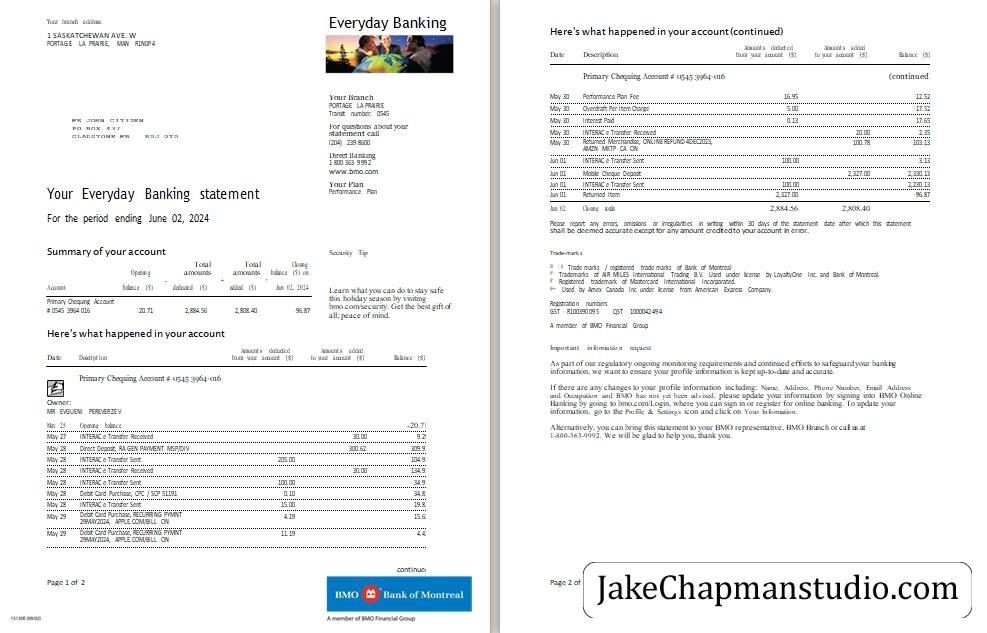 Your branch address:
1 SASKATCHEWAN AVE. W
PORTAGE LA PRAIRIE, MAN R1N0P4
MR JOHN CITIZEN
PO BOX 437
GLADSTONE MB R0J 0T0
Everyday Banking
Your Branch
PORTAGE LA PRAIRIE
Transit number: 0545
For questions about your
statement call
(204) 239 8600
Direct Banking
1-800 363 9992
www.bmo.com
Your Plan
Performance Plan
Your Everyday Banking statement
For the period ending June 02, 2024
Summary of your account
Account Opening balance ($) - Total amounts deducted ($) + Total amounts added ($) = Closing balance ($) on Jun 02, 2024
Primary Chequing Account
# 0545 3964-016 20.71 2,884.56 2,808.40 96.87
Security Tip
Learn what you can do to stay safe
this holiday season by visiting
bmo.com/security. Get the best gift of
all; peace of mind.
Here's what happened in your account
Date Description Amounts deducted from your account ($) Amounts added to your account ($) Balance ($)
Primary Chequing Account # 0545 3964-016
Owner:
MR EVGUENI PEREVERZEV
May 25 Opening balance -20.71
May 27 INTERAC e-Transfer Received 30.00 9.2
May 28 Direct Deposit, RA GEN PAYMENT MSP/DIV 300.62 309.9
May 28 INTERAC e-Transfer Sent 205.00 104.9
May 28 INTERAC e-Transfer Received 30.00 134.9
May 28 INTERAC e-Transfer Sent 100.00 34.9
May 28 Debit Card Purchase, CPC / SCP 51191 0.10 34.8
May 28 INTERAC e-Transfer Sent 15.00 19.8
May 29 Debit Card Purchase, RECURRING PYMNT 4.19 15.6
29MAY2024, APPLE.COM/BILL ON
May 29 Debit Card Purchase, RECURRING PYMNT 11.19 4.4
29MAY2024, APPLE.COM/BILL ON
continue
Page 1 of 2
BMO Bank of Montreal
A member of BMO Financial Group
Here's what happened in your account (continued)
Date Description Amounts deducted from your account ($) Amounts added to your account ($) Balance ($)
Primary Chequing Account # 0545 3964-016 (continued
May 30 Performance Plan Fee 16.95 12.52
May 30 Overdraft Per Item Charge 5.00 17.52
May 30 Interest Paid 0.13 -17.65
May 30 INTERAC e-Transfer Received 20.00 2.35
May 30 Returned Merchandise, ONLINE REFUND 4DEC2023, 100.78 103.13
AMZN MKTP CA ON
Jun 01 INTERAC e-Transfer Sent 100.00 3.13
Jun 01 Mobile Cheque Deposit 2,327.00 2,330.13
Jun 01 INTERAC e-Transfer Sent 100.00 2,230.13
Jun 01 Returned Item 2,327.00 -96.87
Jun 02 Closing totals 2,884.56 2,808.40
Please report any errors, omissions or irregularities in writing within 30 days of the statement date after which this statement
shall be deemed accurate except for any amount credited to your account in error.
Trade-marks
Trade marks / registered trade marks of Bank of Montreal
Trademarks of AIR MILES International Trading B.V. Used under license by LoyaltyOne Inc. and Bank of Montreal.
Registered trademark of Mastercard International Incorporated.
Used by Amex Canada Inc. under license from American Express Company.
Registration numbers
GST - R100390095 QST - 1000042494
A member of BMO Financial Group
Important information request
As part of our regulatory ongoing monitoring requirements and continued efforts to safeguard your banking
information, we want to ensure your profile information is kept up-to-date and accurate.
If there are any changes to your profile information including: Name, Address, Phone Number, Email Address
and Occupation and BMO has not yet been advised, please update your information by signing into BMO Online
Banking by going to bmo.com/Login, where you can sign in or register for online banking. To update your
information, go to the Profile & Settings icon and click on Your Information.
Alternatively, you can bring this statement to your BMO representative, BMO Branch or call us at
1-800-363-9992. We will be glad to help you, thank you.
Page 2 of
JakeChapmanstudio.com